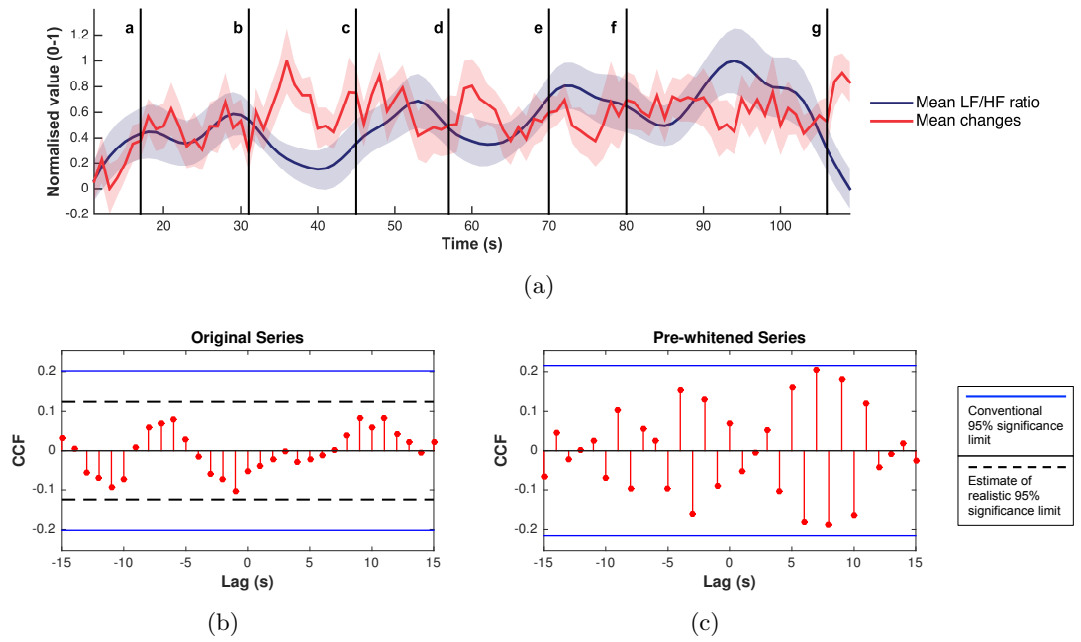 a b c d e f g
Normalised value (0-1)
1.2
1
0.8
0.6
0.4
0.2
0
-0.2
20 30 40 50 60 70 80 90 100
Time (s)
Mean LF/HF ratio
Mean changes
(a)
Original Series
CCF
0.2
0.1
0
-0.1
-0.2
-15 -10 -5 0 5 10 15
Lag (s)
(b)
Pre-whitened Series
CCF
0.2
0.1
0
-0.1
-0.2
-15 -10 -5 0 5 10 15
Lag (s)
(c)
Conventional
95% significance
limit
Estimate of
realistic 95%
significance limit